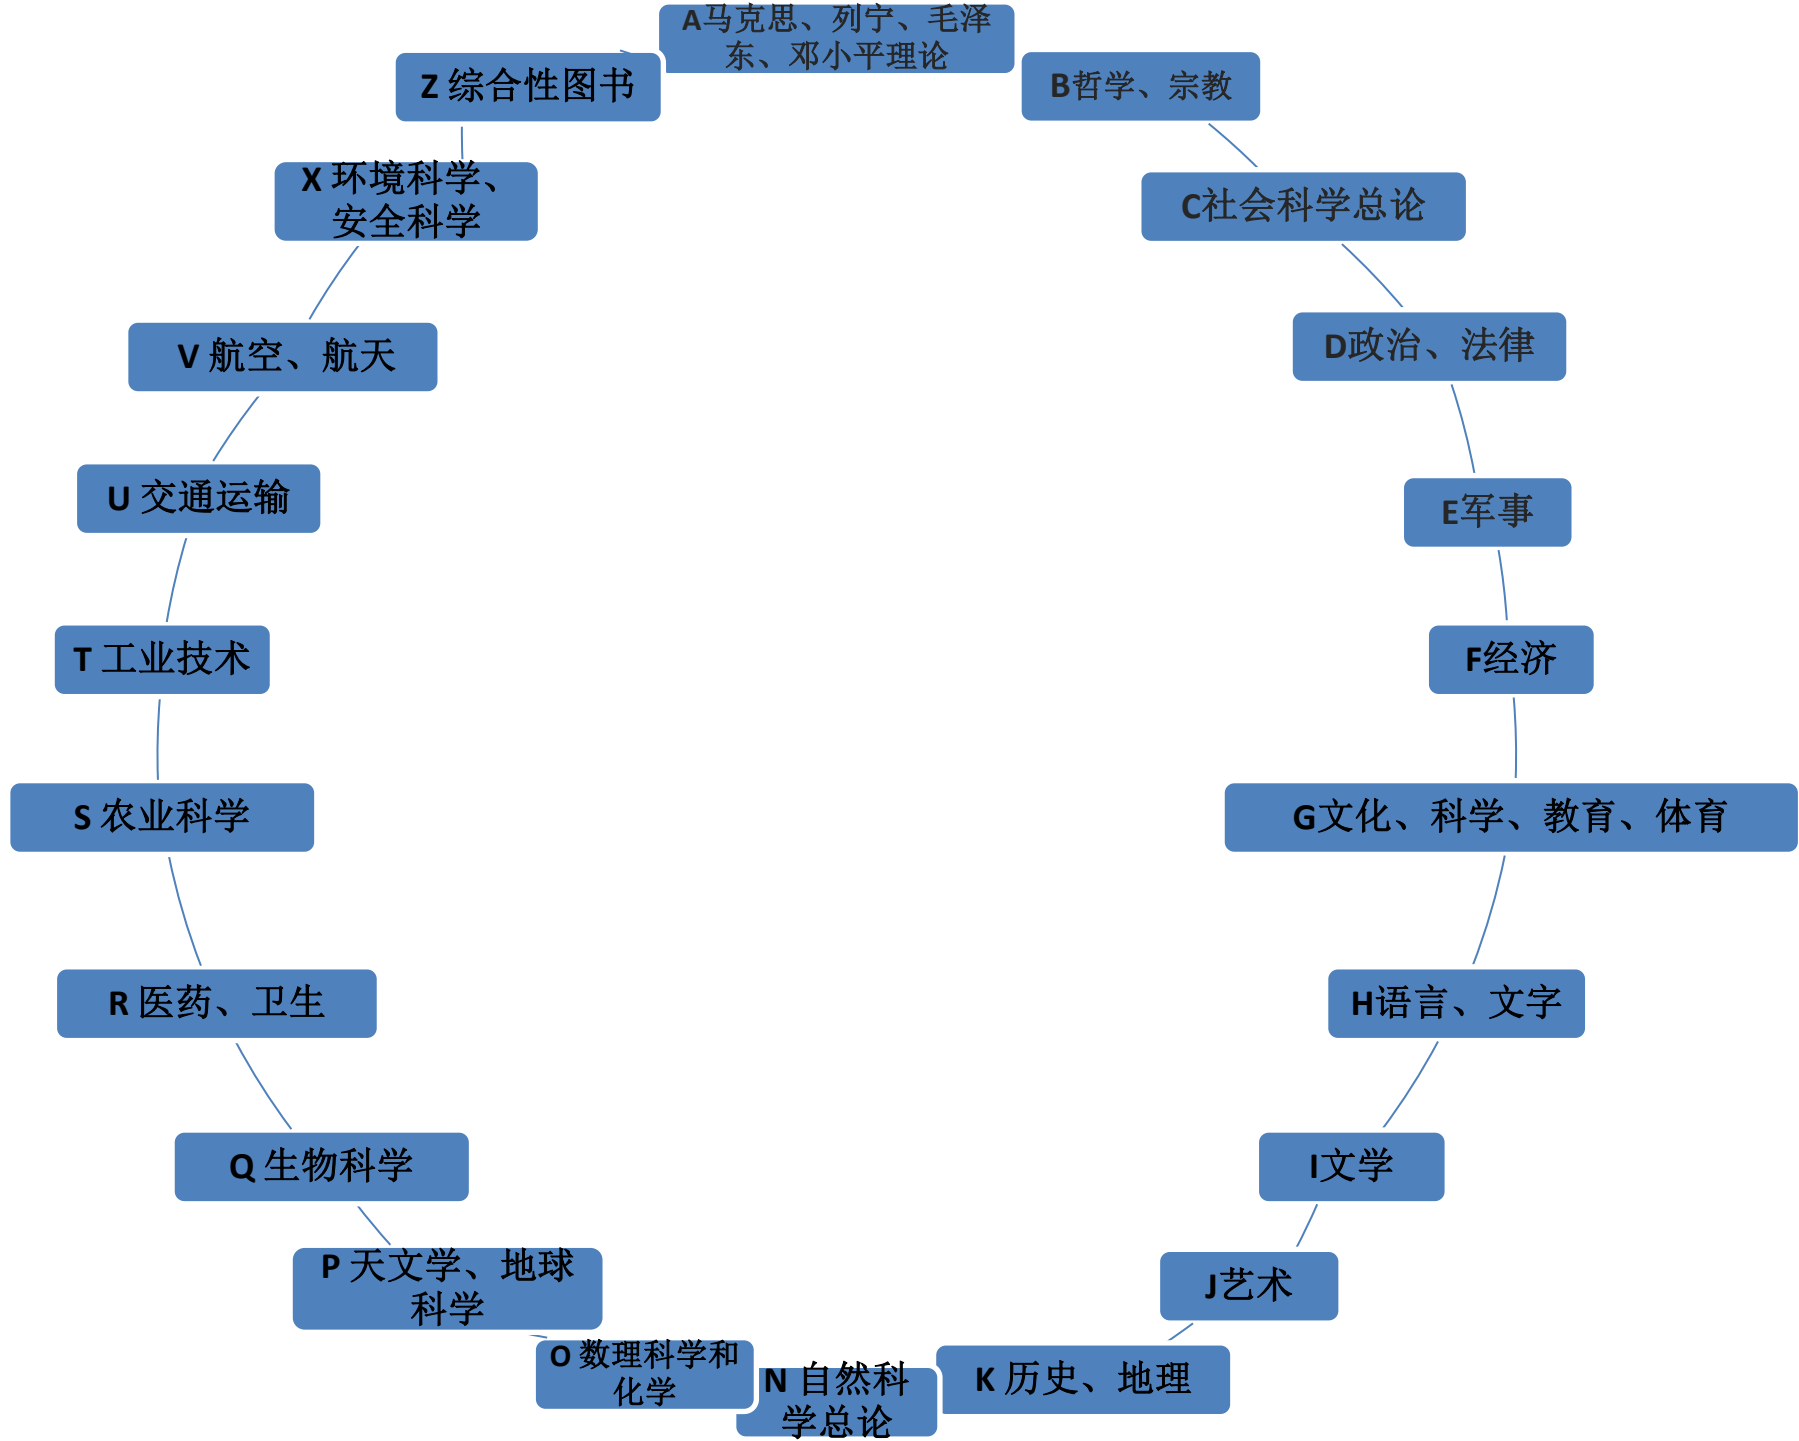 A马克思、列宁、毛泽
东、邓小平理论
B哲学、宗教
C社会科学总论
D政治、法律
E军事
F经济
G文化、科学、教育、体育
H语言、文字
I文学
J艺术
K 历史、地理
N 自然科
学总论
O 数理科学和
化学
P 天文学、地球
科学
Q 生物科学
R 医药、卫生
S 农业科学
T 工业技术
U 交通运输
V 航空、航天
X 环境科学、
安全科学
Z 综合性图书